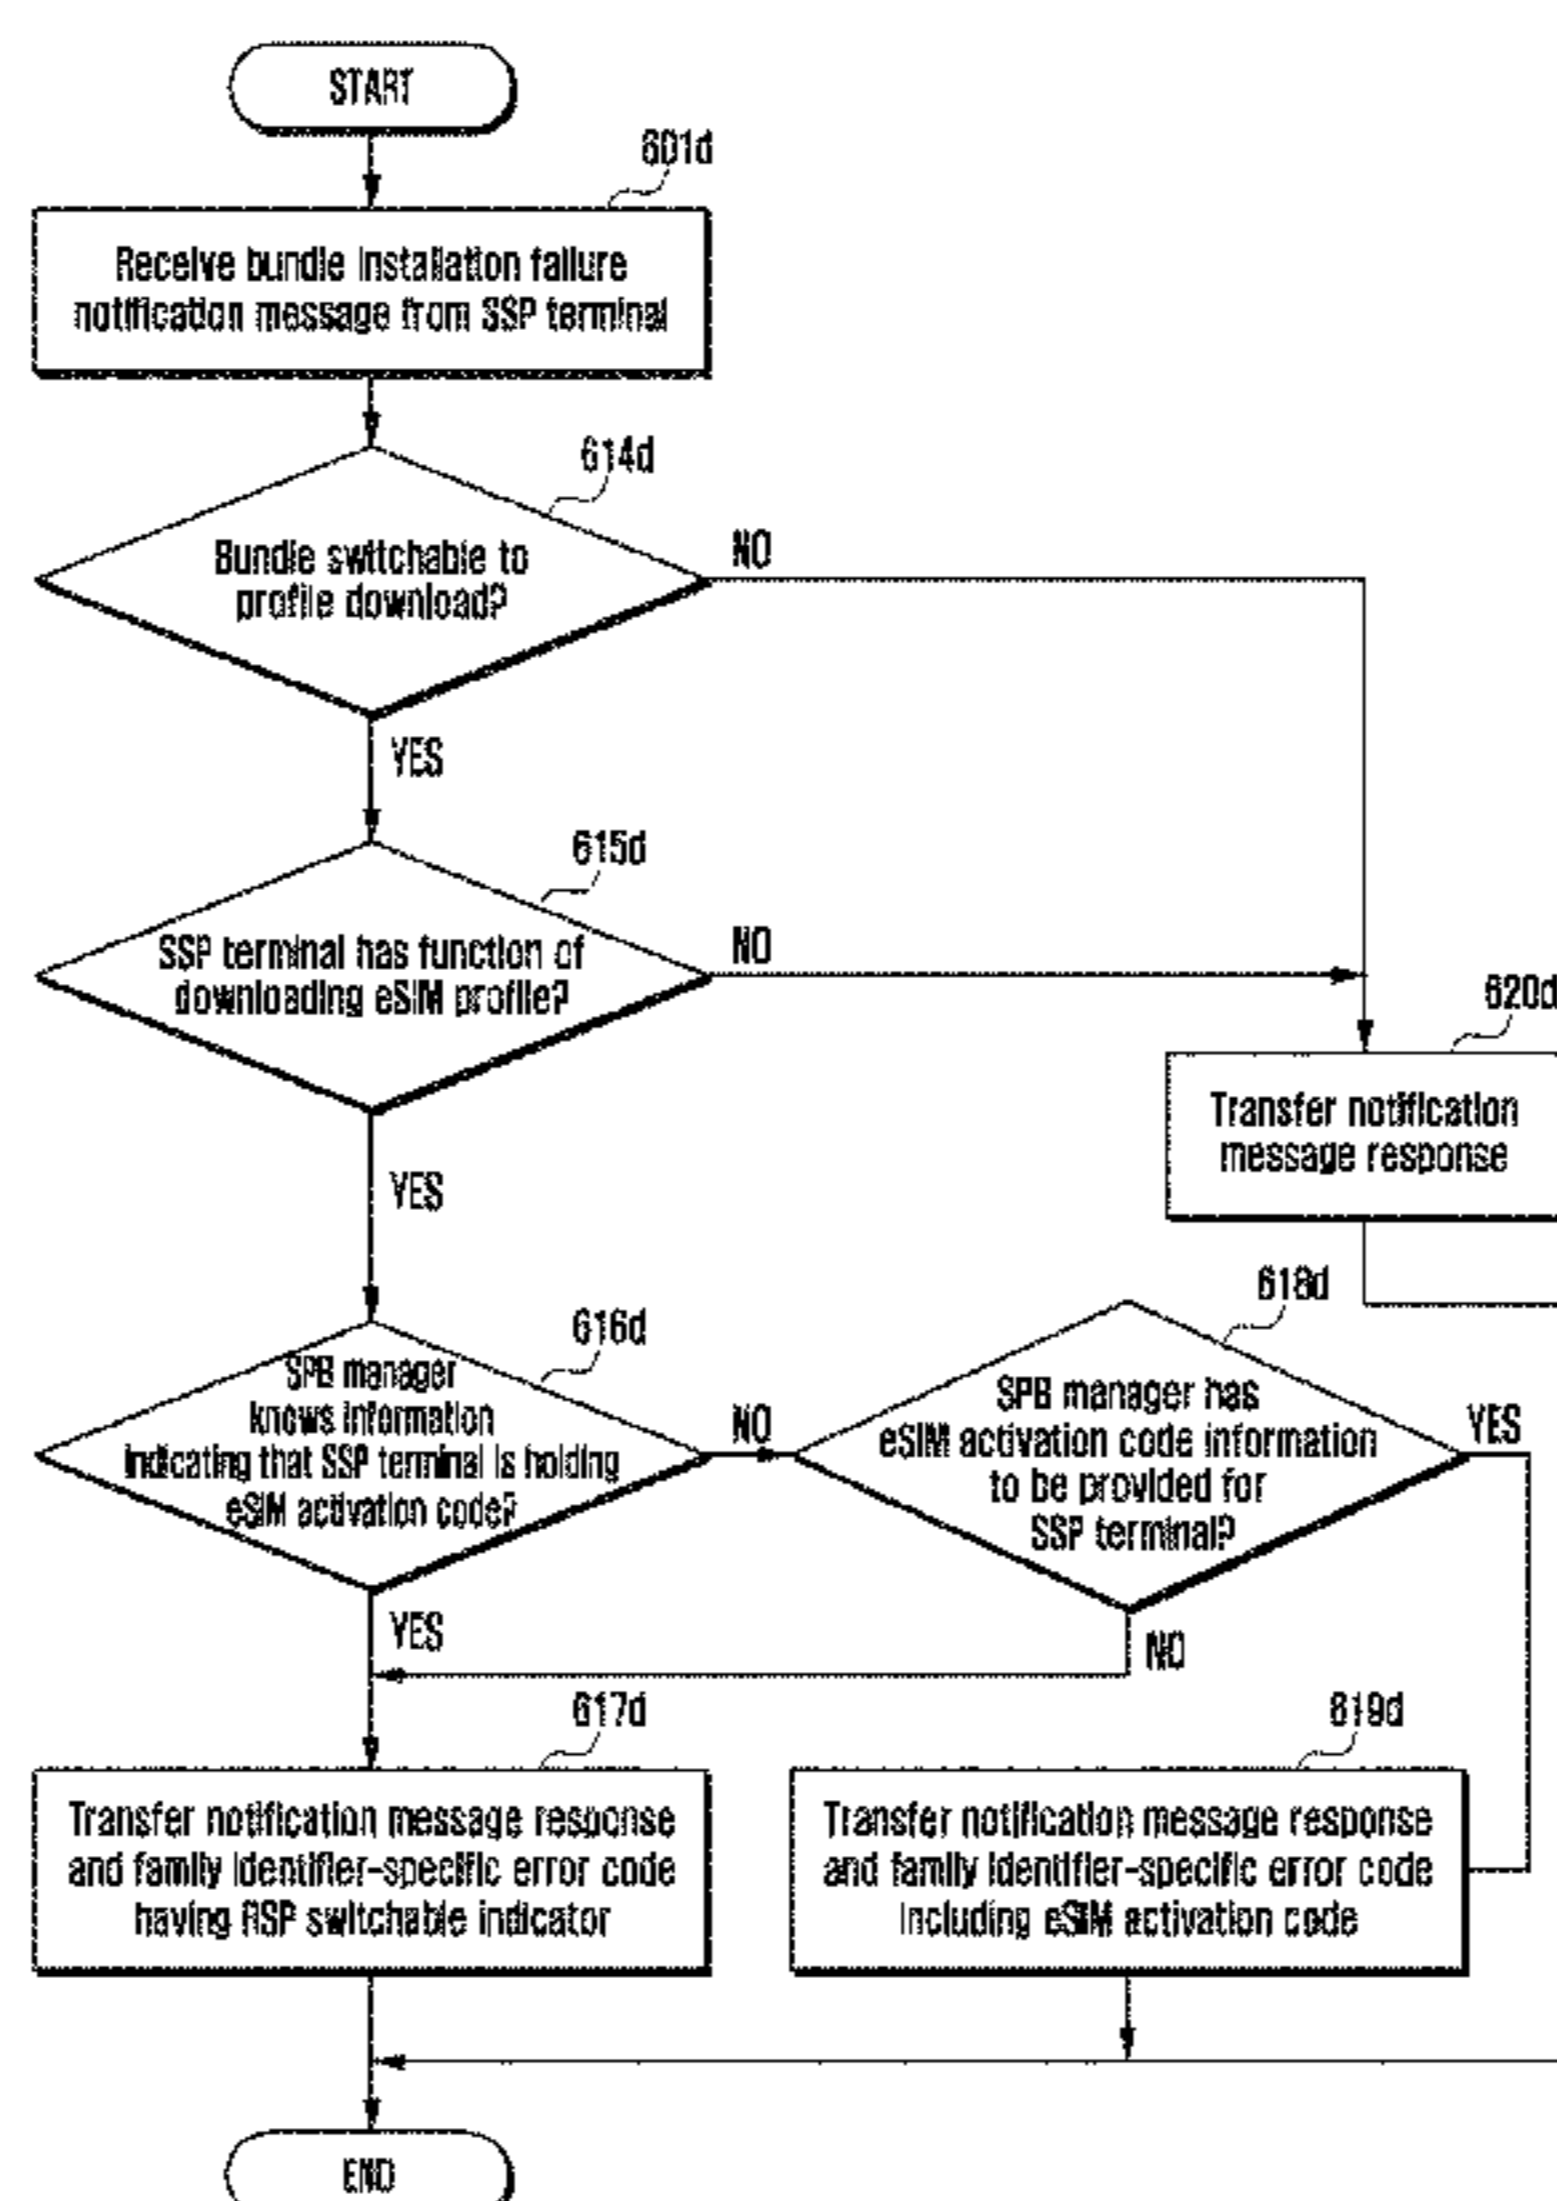 START
601d
Receive bundle installation failure
notification message from SSP terminal
614d
Bundle switchable to
profile download?
NO
YES
615d
SSP terminal has function of
downloading eSIM profile?
NO
YES
620d
Transfer notification
message response
616d
SPB manager
knows information
indicating that SSP terminal is holding
eSIM activation code?
NO
YES
618d
SPB manager has
eSIM activation code information
to be provided for
SSP terminal?
YES
NO
617d
Transfer notification message response
and family identifier-specific error code
having RSP switchable indicator
619d
Transfer notification message response
and family identifier-specific error code
including eSIM activation code
END